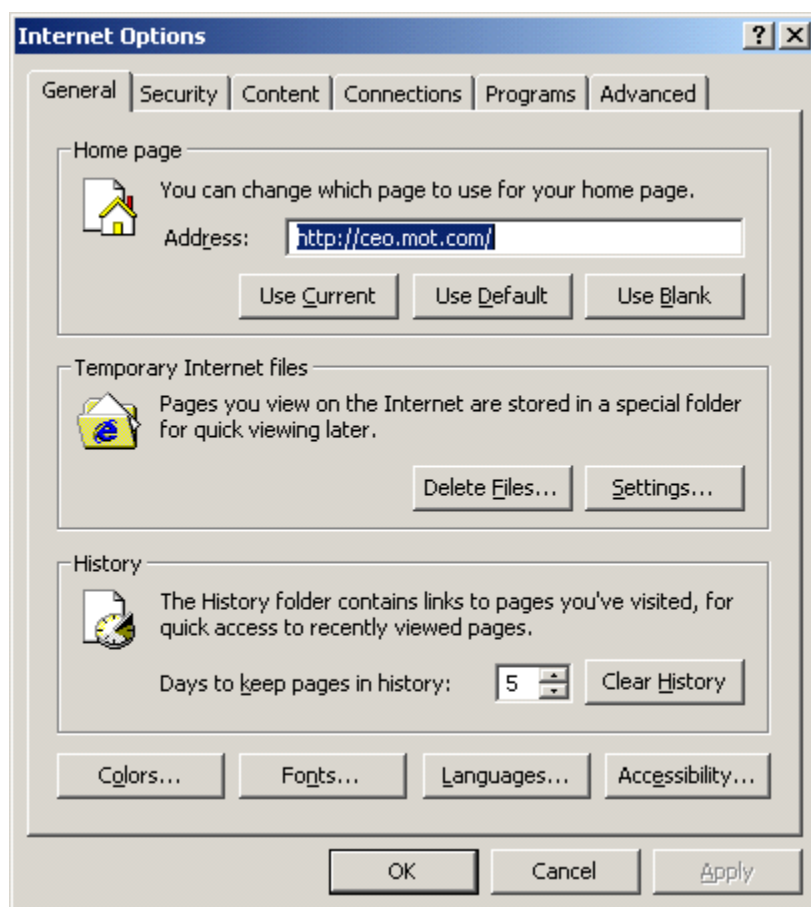 Internet Options
General Security Content Connections Programs Advanced
Home page
You can change which page to use for your home page.
Address: http://ceo.mot.com/
Use Current Use Default Use Blank
Temporary Internet files
Pages you view on the Internet are stored in a special folder
for quick viewing later.
Delete Files... Settings...
History
The History folder contains links to pages you've visited, for
quick access to recently viewed pages.
Days to keep pages in history: 5 Clear History
Colors... Fonts... Languages... Accessibility...
OK Cancel Apply